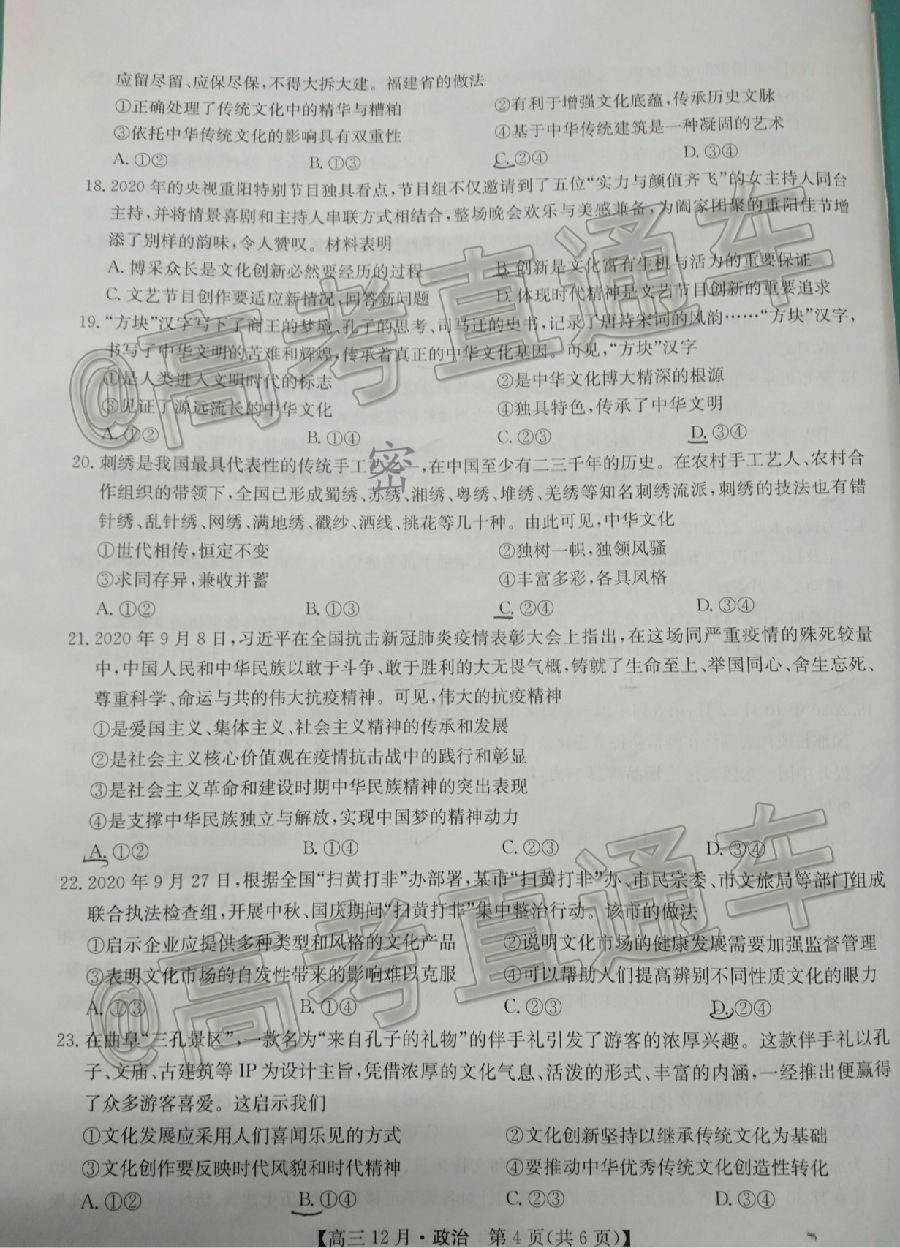 应留尽留、应保尽保,不得大拆大建。福建省的做法
①正确处理了传统文化中的精华与糟粕 ②有利于增强文化底蕴,传承历史文脉
③依托中华传统文化的影响具有双重性 ④基于中华传统建筑是一种凝固的艺术
A. ①② B. ①③ C. ②④ D. ③④
18. 2020 年的央视重阳特别节目独具看点,节目组不仅邀请到了五位“实力与颜值齐飞”的女主持人同台
主持,并将情景喜剧和主持人串联方式相结合,整场晚会欢乐与美感兼备,为阖家团聚的重阳佳节增
添了别样的韵味,令人赞叹。材料表明
A. 博采众长是文化创新必然要经历的过程 B. 创新是文化富有生机与活力的重要保证
C. 文艺节目创作要适应新情况,回答新问题 D. 体现时代精神是文艺节目创新的重要追求
19. “方块”汉字写下了商王的梦境、孔子的思考、司马迁的史书,记录了唐诗宋词的风韵……“方块”汉字,
书写了中华文明的苦难和辉煌,传承着真正的中华文化基因。可见,“方块”汉字
①是人类进入文明时代的标志 ②是中华文化博大精深的根源
③见证了源远流长的中华文化 ④独具特色,传承了中华文明
A. ①② B. ①④ C. ②③ D. ③④
20. 刺绣是我国最具代表性的传统手工,在中国至少有二三千年的历史。在农村手工艺人、农村合
作组织的带领下,全国已形成蜀绣、苏绣、湘绣、粤绣、堆绣、羌绣等知名刺绣流派,刺绣的技法也有错
针绣、乱针绣、网绣、满地绣、戳纱、洒线、挑花等几十种。由此可见,中华文化
①世代相传,恒定不变 ②独树一帜,独领风骚
③求同存异,兼收并蓄 ④丰富多彩,各具风格
A. ①② B. ①③ C. ②④ D. ③④
21. 2020 年 9 月 8 日,习近平在全国抗击新冠肺炎疫情表彰大会上指出,在这场同严重疫情的殊死较量
中,中国人民和中华民族以敢于斗争、敢于胜利的大无畏气概,铸就了生命至上、举国同心、舍生忘死、
尊重科学、命运与共的伟大抗疫精神。可见,伟大的抗疫精神
①是爱国主义、集体主义、社会主义精神的传承和发展
②是社会主义核心价值观在疫情抗击战中的践行和彰显
③是社会主义革命和建设时期中华民族精神的突出表现
④是支撑中华民族独立与解放,实现中国梦的精神动力
A. ①② B. ①④ C. ②③ D. ③④
22. 2020 年 9 月 27 日,根据全国“扫黄打非”办部署,某市“扫黄打非”办、市民宗委、市文旅局等部门组成
联合执法检查组,开展中秋、国庆期间“扫黄打非”集中整治行动。该市的做法
①启示企业应提供多种类型和风格的文化产品 ②说明文化市场的健康发展需要加强监督管理
③表明文化市场的自发性带来的影响难以克服 ④可以帮助人们提高辨别不同性质文化的眼力
A. ①③ B. ①④ C. ②③ D. ②④
23. 在曲阜“三孔景区”,一款名为“来自孔子的礼物”的伴手礼引发了游客的浓厚兴趣。这款伴手礼以孔
子、文庙、古建筑等 IP 为设计主旨,凭借浓厚的文化气息、活泼的形式、丰富的内涵,一经推出便赢得
了众多游客喜爱。这启示我们
①文化发展应采用人们喜闻乐见的方式 ②文化创新坚持以继承传统文化为基础
③文化创作要反映时代风貌和时代精神 ④要推动中华优秀传统文化创造性转化
A. ①② B. ①④ C. ②③ D. ③④
【高三 12 月·政治 第 4 页(共 6 页)】
密
@高考直通车
@高考直通车